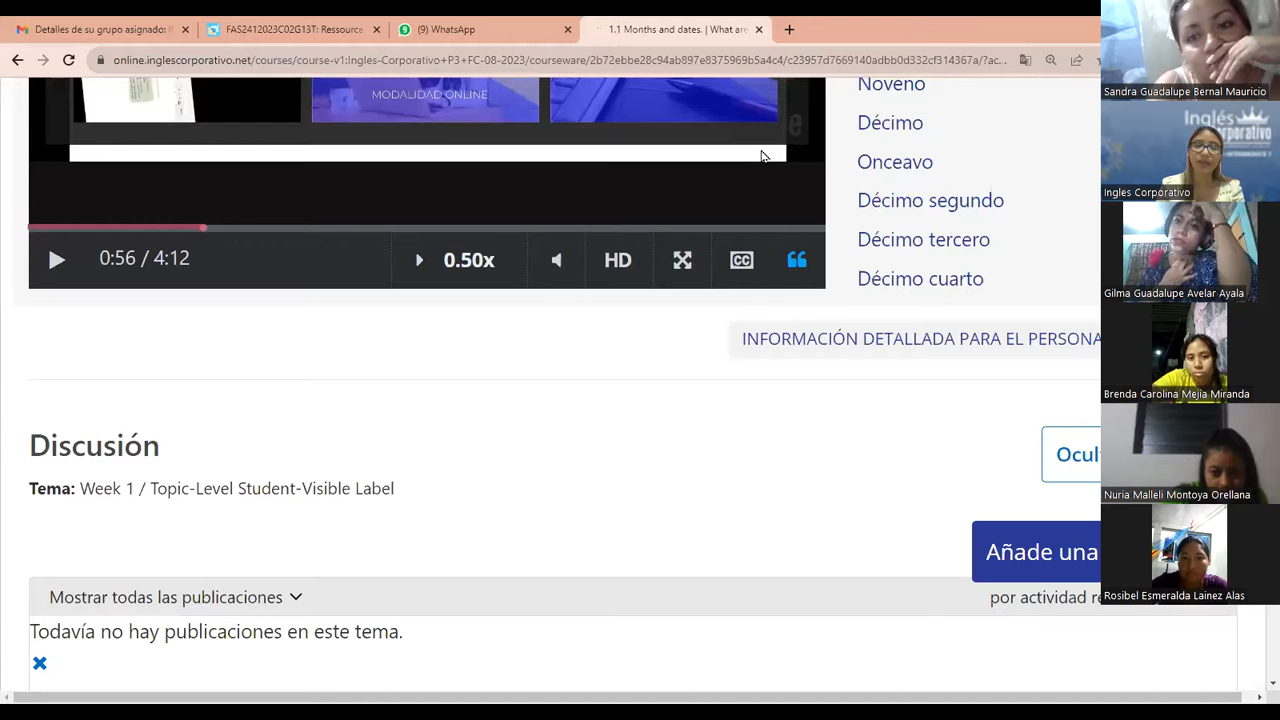 Detalles de su grupo asignado: I
FAS2412023C02G13T: Ressource
(9) WhatsApp
1.1 Months and dates. | What are
online.inglescorporativo.net/courses/course-v1:Ingles-Corporativo+P3+FC-08-2023/courseware/2b72ebbe28c94ab897e8375969b5a4c4/c23957d7669140adbb0d332cf314367a/?ac...
MODALIDAD ONLINE
e
Noveno
Décimo
Onceavo
Décimo segundo
Décimo tercero
Décimo cuarto
0:56 / 4:12
0.50x
HD
CC
INFORMACIÓN DETALLADA PARA EL PERSONA
Discusión
Ocul
Tema: Week 1 / Topic-Level Student-Visible Label
Añade una
Mostrar todas las publicaciones
por actividad re
Todavía no hay publicaciones en este tema.
Sandra Guadalupe Bernal Mauricio
Inglés
Corporativo
Ingles Corporativo
Gilma Guadalupe Avelar Ayala
Brenda Carolina Mejia Miranda
Nuria Malleli Montoya Orellana
Rosibel Esmeralda Lainez Alas